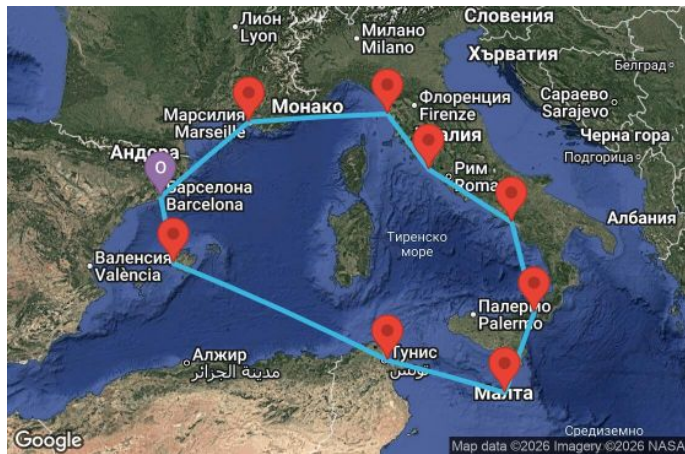 Лион
Lyon
Милано
Milano
Словения
Хърватия
Белград
Марсилия
Marseille
Монако
Флоренция
Firenze
Сараево
Sarajevo
Черна гора
Андора
Подгорица
O
Рим
Roma
Барселона
Barcelona
Албания
Тиренско
море
Валенсия
València
Палермо
Palermo
Алжир
مدينة الجزائر
Тунис
تونس
Малта
Средиземно
Google
Map data ©2026 Imagery ©2026 NASA